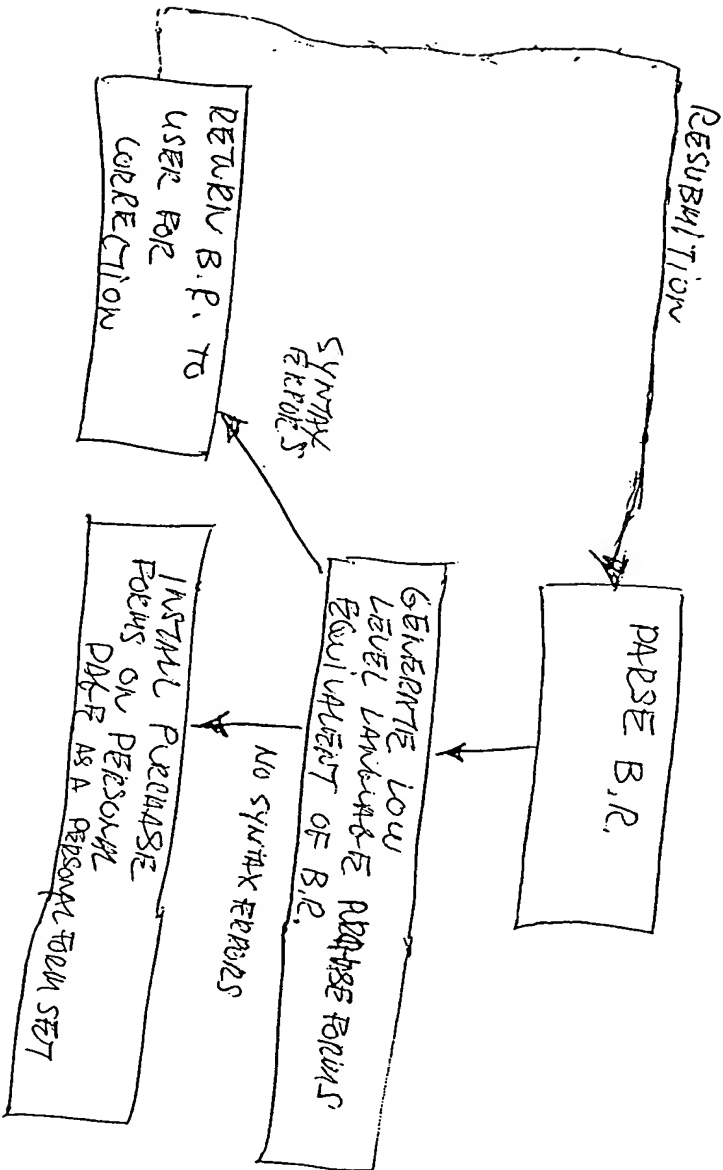 RESUBMITION
PARSE B.R.
GENERATE LOW
LEVEL LANGUAGE PURCHASE FORMS
EQUIVALENT OF B.R.
SYNTAX
ERRORS
NO SYNTAX ERRORS
RETURN B.R. TO
USER FOR
CORRECTION
INSTALL PURCHASE
FORMS ON PERSONAL
PAGE AS A PERSONAL FORM SET